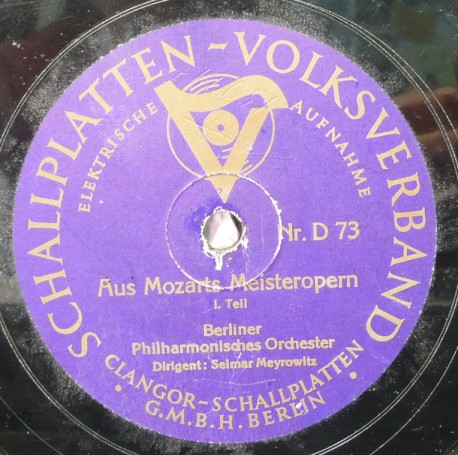 SCHALLPLATTEN-VOLKSVERBAND
ELEKTRISCHE AUFNAHME
Nr. D 73
Aus Mozarts Meisteropern
I. Teil
Berliner
Philharmonisches Orchester
Dirigent: Selmar Meyrowitz
CLANGOR-SCHALLPLATTEN
G.M.B.H. BERLIN